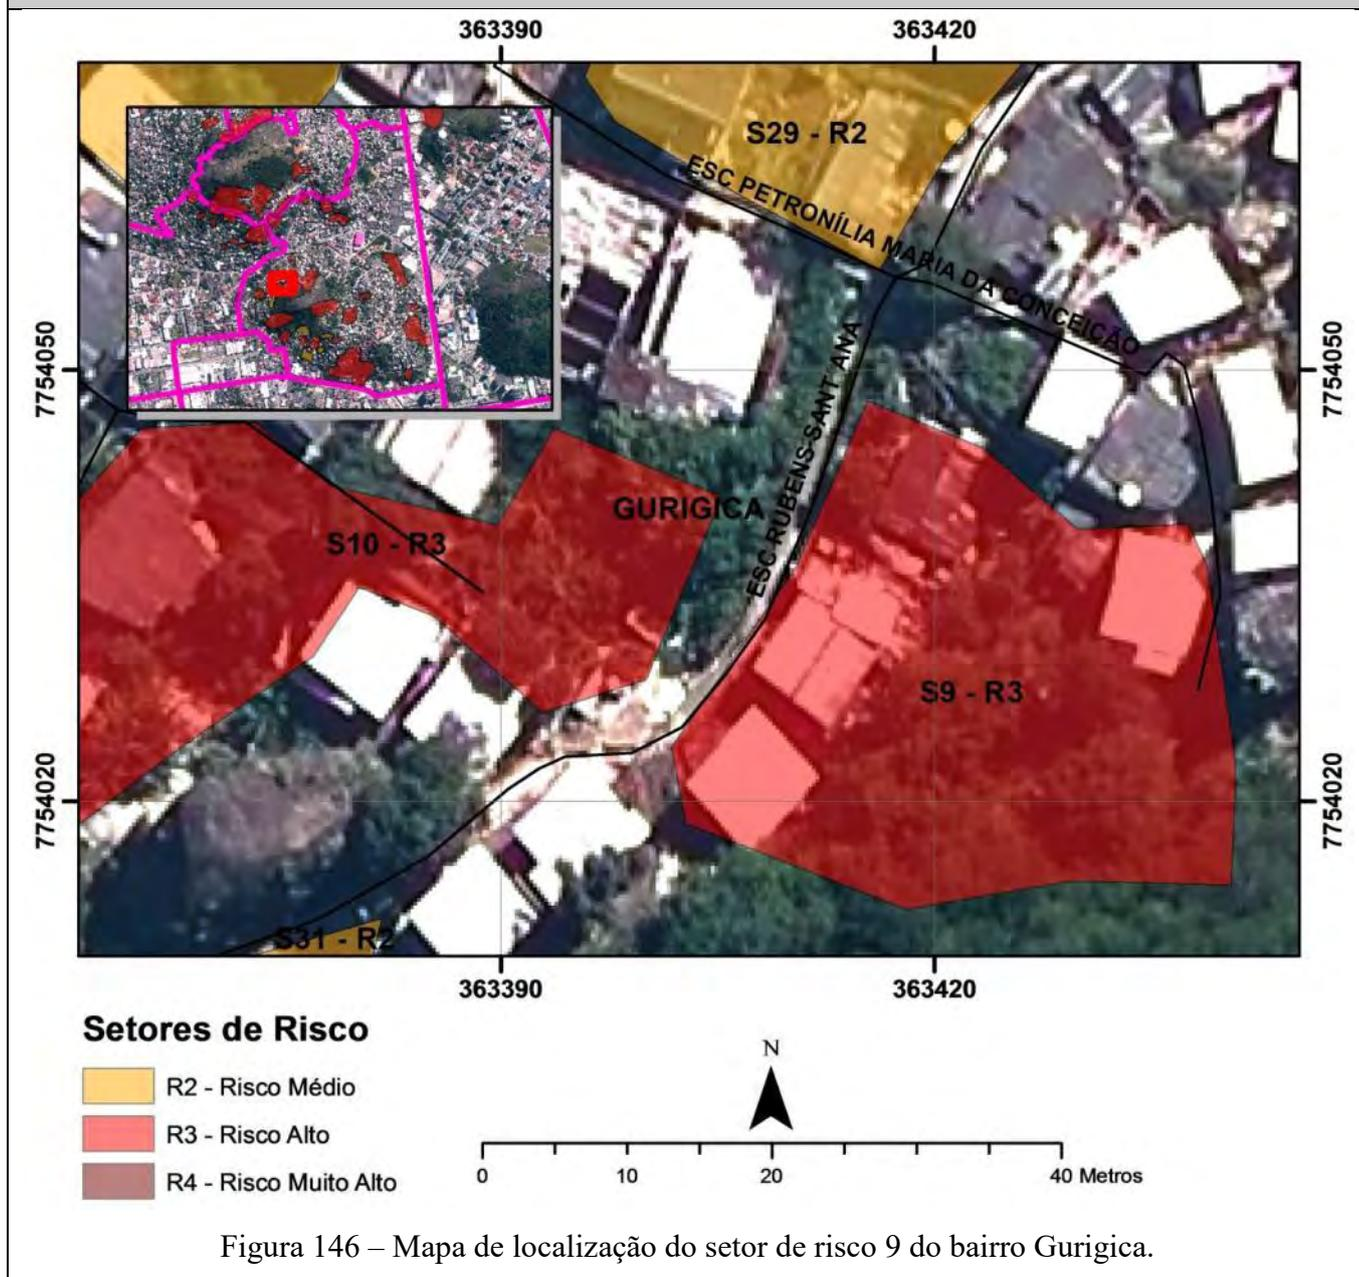 363390 363420
S29 - R2
ESC PETRONÍLIA MARIA DA CONCEIÇÃO
7754050 7754050
ESC RUBENS SANT ANA
GURIGICA
S10 - R3
S9 - R3
7754020 7754020
S31 - R2
363390 363420
Setores de Risco
R2 - Risco Médio
R3 - Risco Alto
R4 - Risco Muito Alto
N
0 10 20 40 Metros
Figura 146 – Mapa de localização do setor de risco 9 do bairro Gurigica.